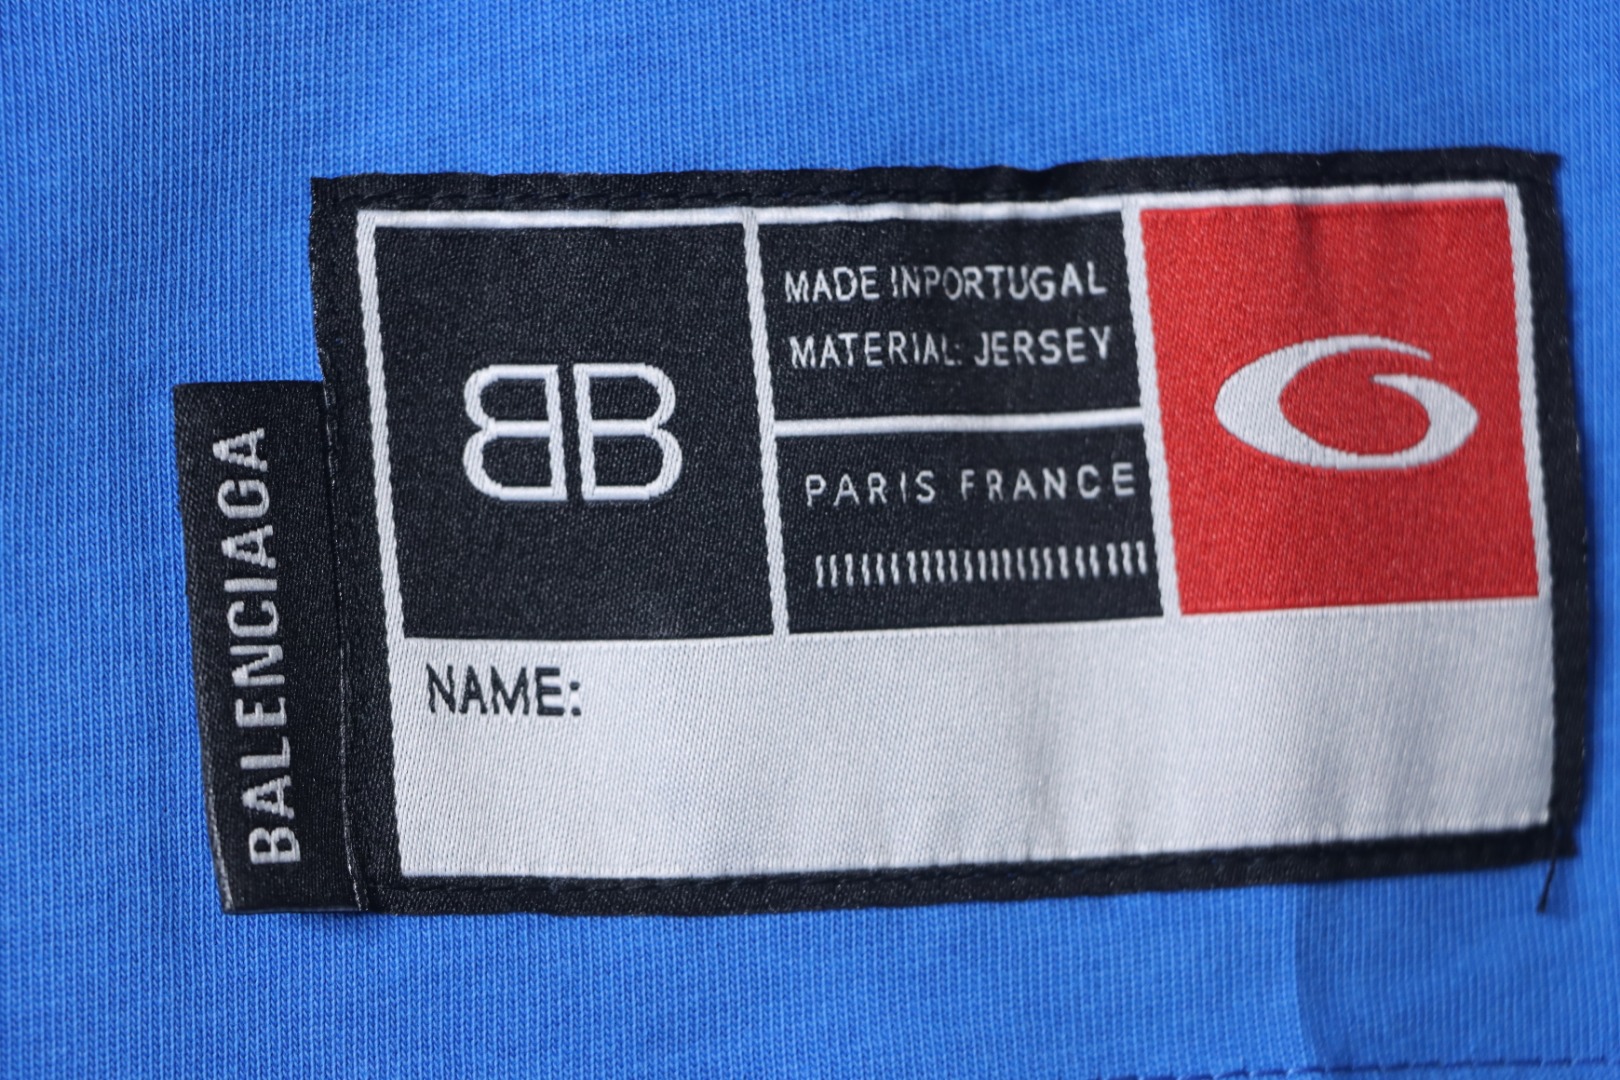 BALENCIAGA
BB
MADE INPORTUGAL
MATERIAL: JERSEY
PARIS FRANCE
NAME: